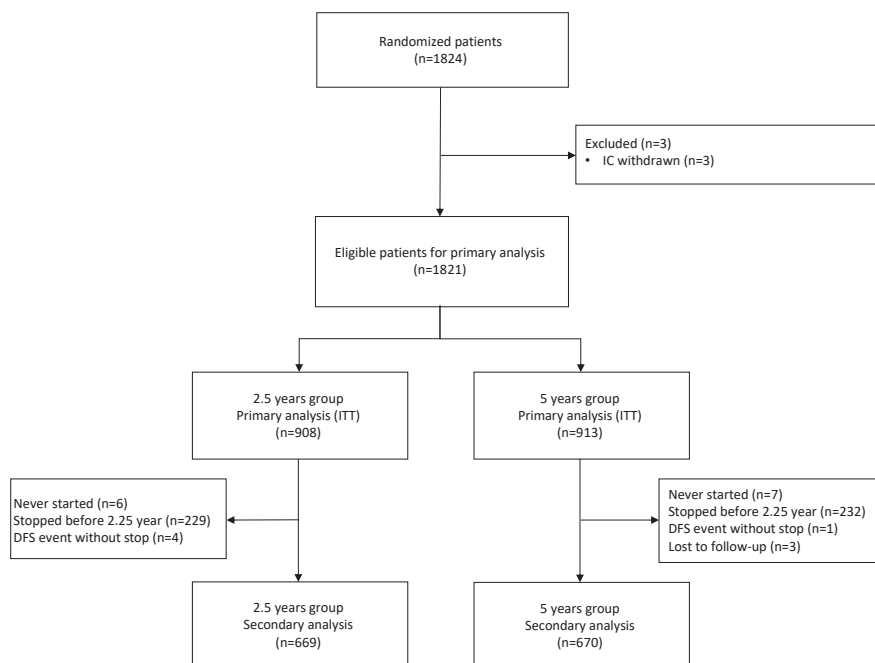 Randomized patients
(n=1824)
Excluded (n=3)
• IC withdrawn (n=3)
Eligible patients for primary analysis
(n=1821)
2.5 years group
Primary analysis (ITT)
(n=908)
5 years group
Primary analysis (ITT)
(n=913)
Never started (n=6)
Stopped before 2.25 year (n=229)
DFS event without stop (n=4)
Never started (n=7)
Stopped before 2.25 year (n=232)
DFS event without stop (n=1)
Lost to follow-up (n=3)
2.5 years group
Secondary analysis
(n=669)
5 years group
Secondary analysis
(n=670)